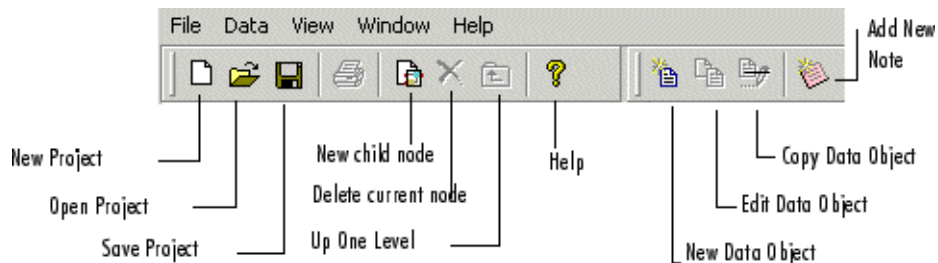 File Data View Window Help
Add New
Note
New Project
New child node
Help
Copy Data Object
Open Project
Delete current node
Edit Data Object
Save Project
Up One Level
New Data Object